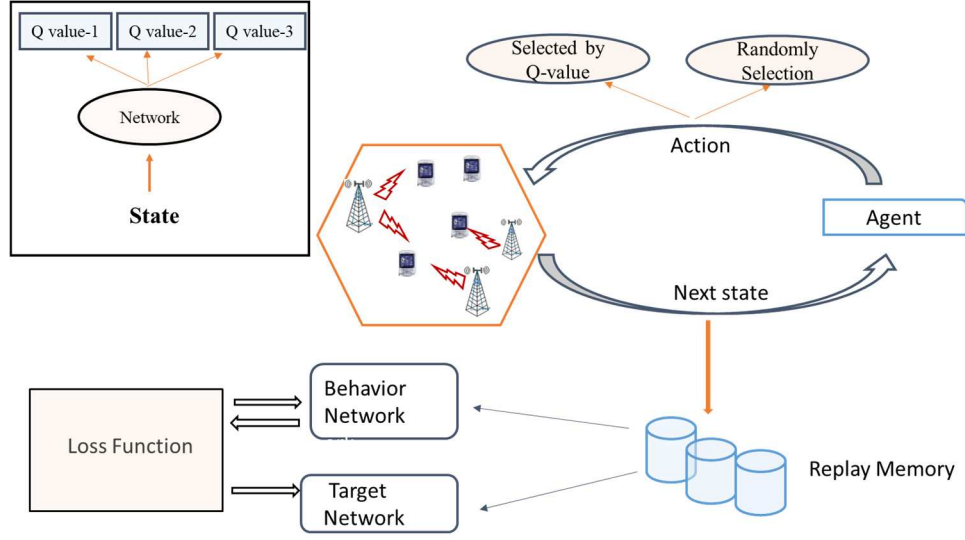 Q value-1
Q value-2
Q value-3
Network
State
Selected by
Q-value
Randomly
Selection
Action
Agent
Next state
Behavior
Network
Loss Function
Target
Network
Replay Memory